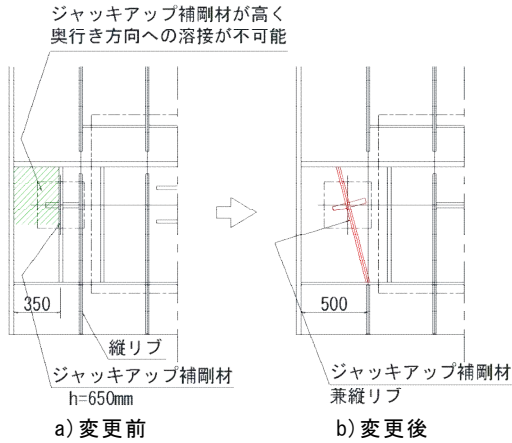 ジャッキアップ補剛材が高く
奥行き方向への溶接が不可能
350
500
縦リブ
ジャッキアップ補剛材
h=650mm
ジャッキアップ補剛材
兼縦リブ
a)変更前
b)変更後